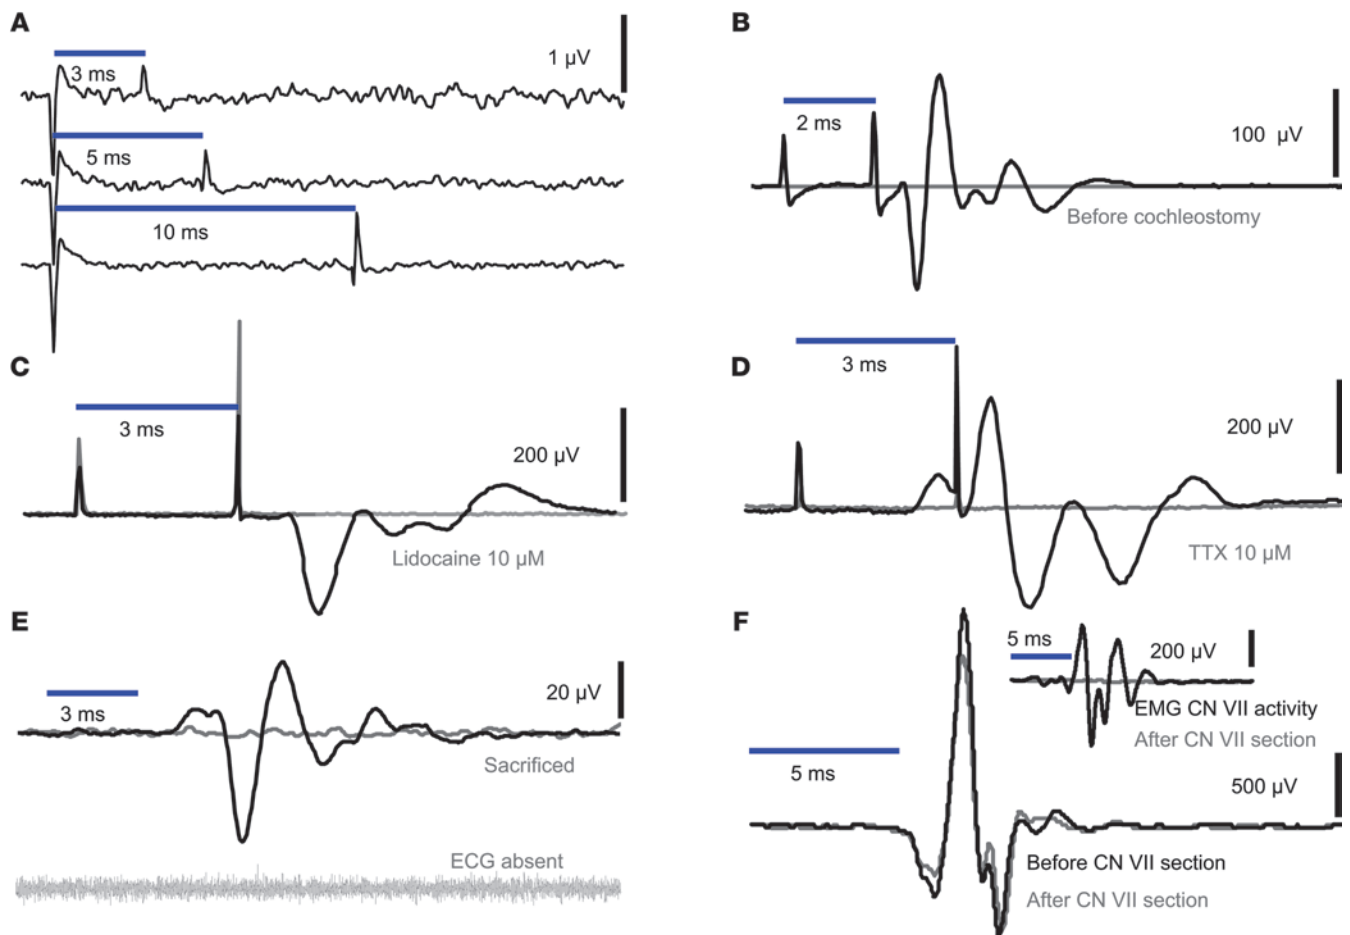 A
3 ms
1 µV
5 ms
10 ms
B
2 ms
100 µV
Before cochleostomy
C
3 ms
200 µV
Lidocaine 10 µM
D
3 ms
200 µV
TTX 10 µM
E
3 ms
20 µV
Sacrificed
ECG absent
F
5 ms
200 µV
EMG CN VII activity
After CN VII section
5 ms
500 µV
Before CN VII section
After CN VII section